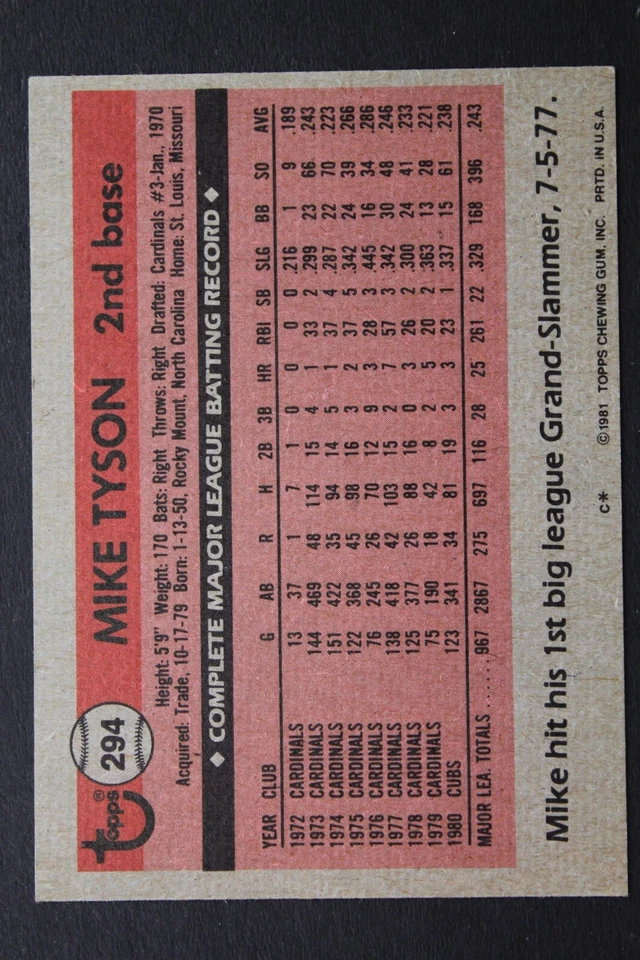 Topps® 294 MIKE TYSON 2nd base
Height: 5'9" Weight: 170 Bats: Right Throws: Right Drafted: Cardinals #3-Jan., 1970
Acquired: Trade, 10-17-79 Born: 1-13-50, Rocky Mount, North Carolina Home: St. Louis, Missouri
◆ COMPLETE MAJOR LEAGUE BATTING RECORD ◆
YEAR CLUB G AB R H 2B 3B HR RBI SB SLG BB SO AVG
1972 CARDINALS 13 37 1 7 1 0 0 0 0 .216 1 9 .189
1973 CARDINALS 144 469 48 114 15 4 1 33 2 .299 23 66 .243
1974 CARDINALS 151 422 35 94 14 5 1 37 4 .287 22 70 .223
1975 CARDINALS 122 368 45 98 16 3 2 37 5 .342 24 39 .266
1976 CARDINALS 76 245 26 70 12 9 3 28 3 .445 16 34 .286
1977 CARDINALS 138 418 42 103 15 2 7 57 3 .342 30 48 .246
1978 CARDINALS 125 377 26 88 16 0 3 26 2 .300 24 41 .233
1979 CARDINALS 75 190 18 42 8 2 5 20 2 .363 13 28 .221
1980 CUBS 123 341 34 81 19 3 3 23 1 .337 15 61 .238
MAJOR LEA. TOTALS ...... 967 2867 275 697 116 28 25 261 22 .329 168 396 .243
Mike hit his 1st big league Grand-Slammer, 7-5-77.
C* ©1981 TOPPS CHEWING GUM, INC. PRTD. IN U.S.A.